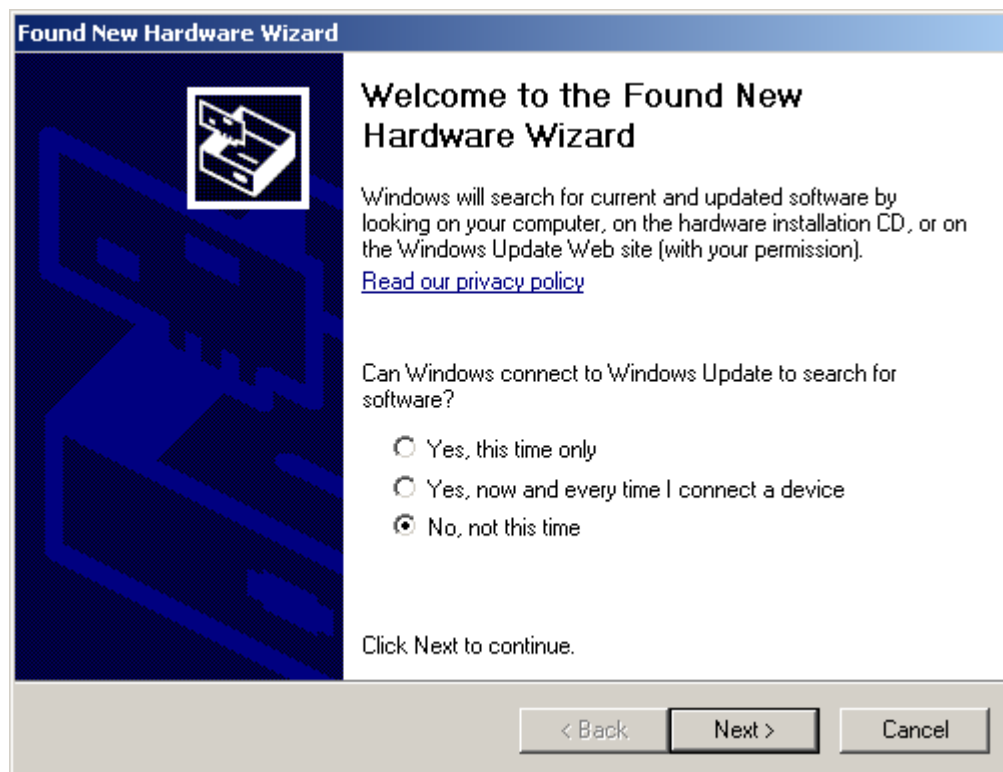 Found New Hardware Wizard
Welcome to the Found New
Hardware Wizard
Windows will search for current and updated software by
looking on your computer, on the hardware installation CD, or on
the Windows Update Web site (with your permission).
Read our privacy policy
Can Windows connect to Windows Update to search for
software?
Yes, this time only
Yes, now and every time I connect a device
No, not this time
Click Next to continue.
< Back Next > Cancel